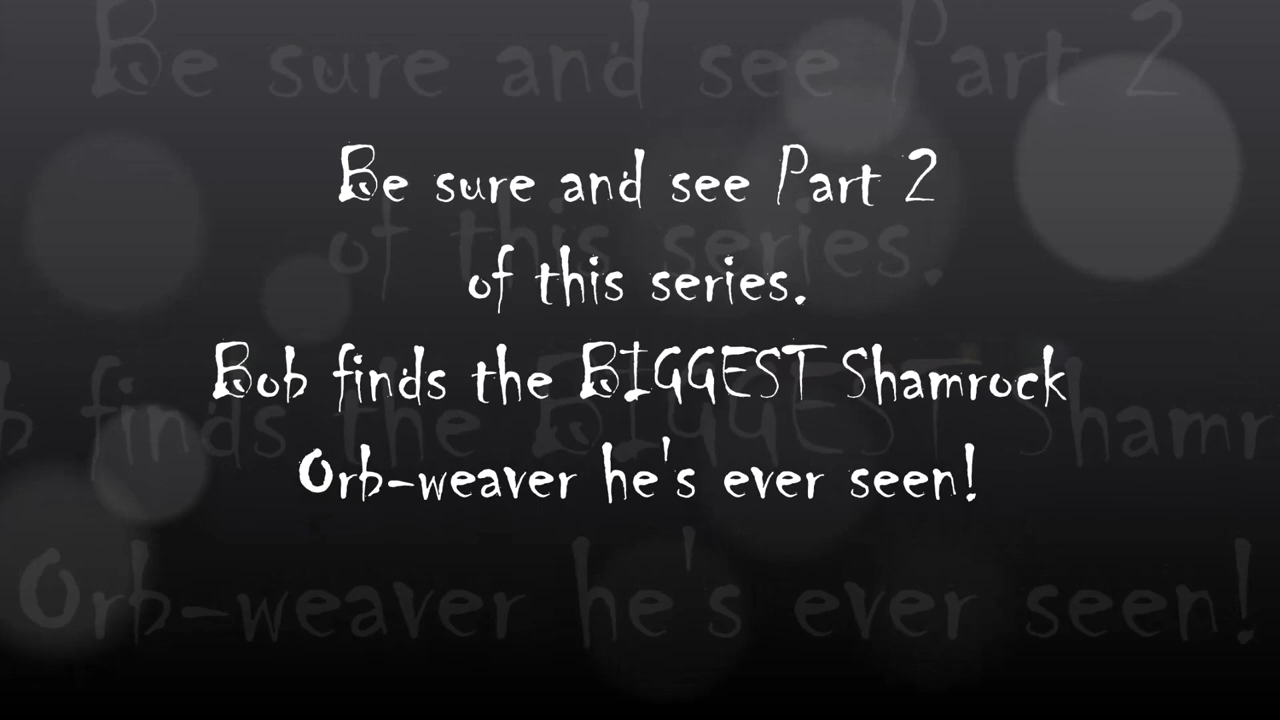 Be sure and see Part 2
of this series.
Bob finds the BIGGEST Shamrock
Orb-weaver he's ever seen!